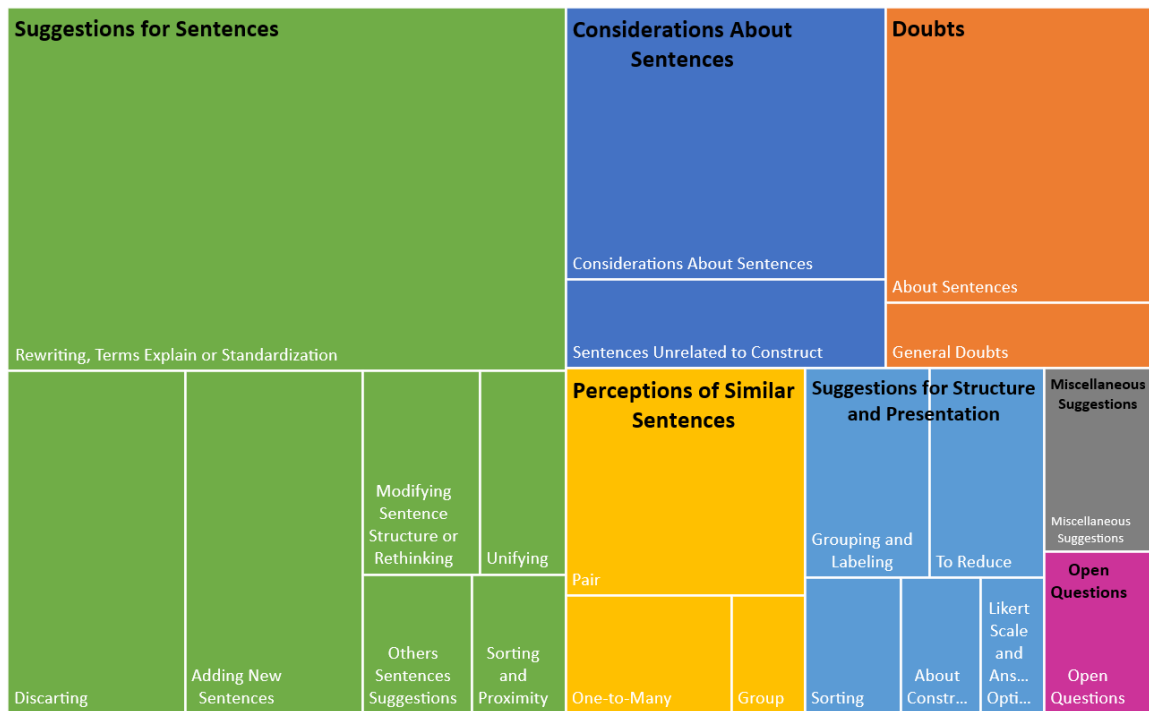 Suggestions for Sentences
Rewriting, Terms Explain or Standardization
Discarting
Adding New
Sentences
Modifying
Sentence
Structure or
Rethinking
Unifying
Others
Sentences
Suggestions
Sorting
and
Proximity
Considerations About
Sentences
Considerations About Sentences
Sentences Unrelated to Construct
Doubts
About Sentences
General Doubts
Perceptions of Similar
Sentences
Pair
One-to-Many
Group
Suggestions for Structure
and Presentation
Grouping and
Labeling
To Reduce
Sorting
About
Constr...
Likert
Scale
and
Ans...
Opti...
Miscellaneous
Suggestions
Miscellaneous
Suggestions
Open
Questions
Open
Questions